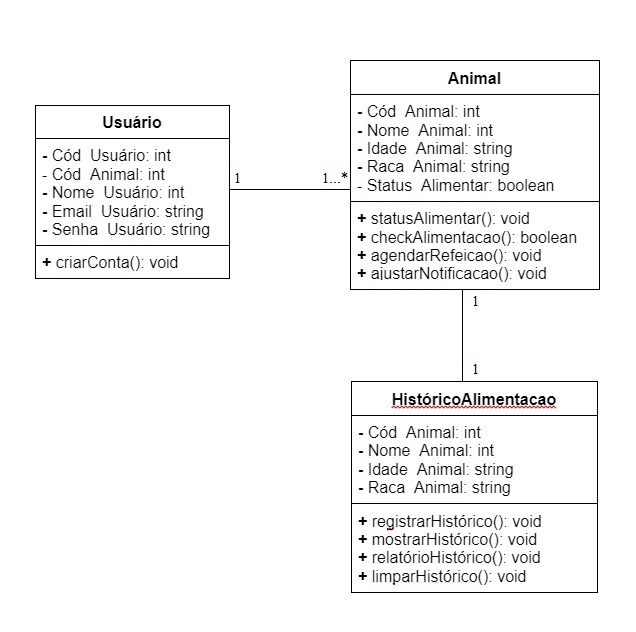 Usuário
- Cód Usuário: int
- Cód Animal: int
- Nome Usuário: int
- Email Usuário: string
- Senha Usuário: string
+ criarConta(): void
1
1...*
Animal
- Cód Animal: int
- Nome Animal: int
- Idade Animal: string
- Raca Animal: string
- Status Alimentar: boolean
+ statusAlimentar(): void
+ checkAlimentacao(): boolean
+ agendarRefeicao(): void
+ ajustarNotificacao(): void
1
1
HistóricoAlimentacao
- Cód Animal: int
- Nome Animal: int
- Idade Animal: string
- Raca Animal: string
+ registrarHistórico(): void
+ mostrarHistórico(): void
+ relatórioHistórico(): void
+ limparHistórico(): void